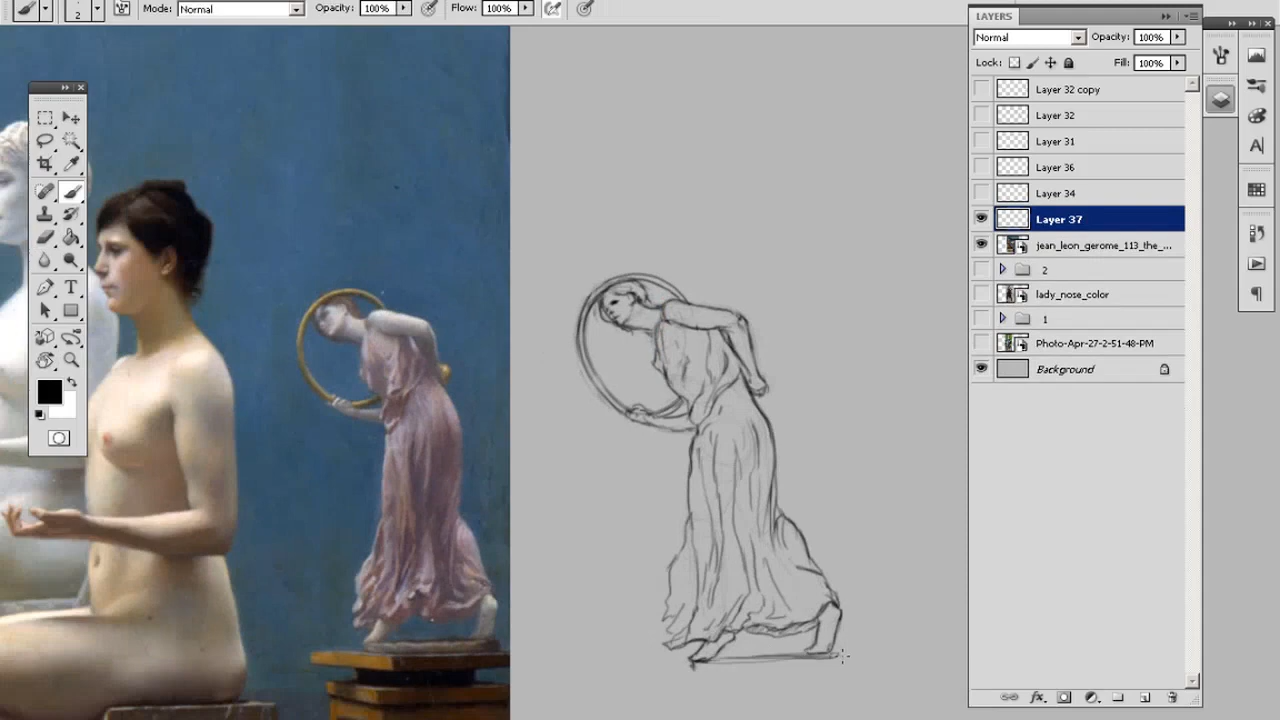 2
Mode: Normal
Opacity: 100%
Flow: 100%
LAYERS
Normal
Opacity: 100%
Lock:
Fill: 100%
Layer 32 copy
Layer 32
Layer 31
Layer 36
Layer 34
Layer 37
jean_leon_gerome_113_the_...
2
lady_nose_color
1
Photo-Apr-27-2-51-48-PM
Background